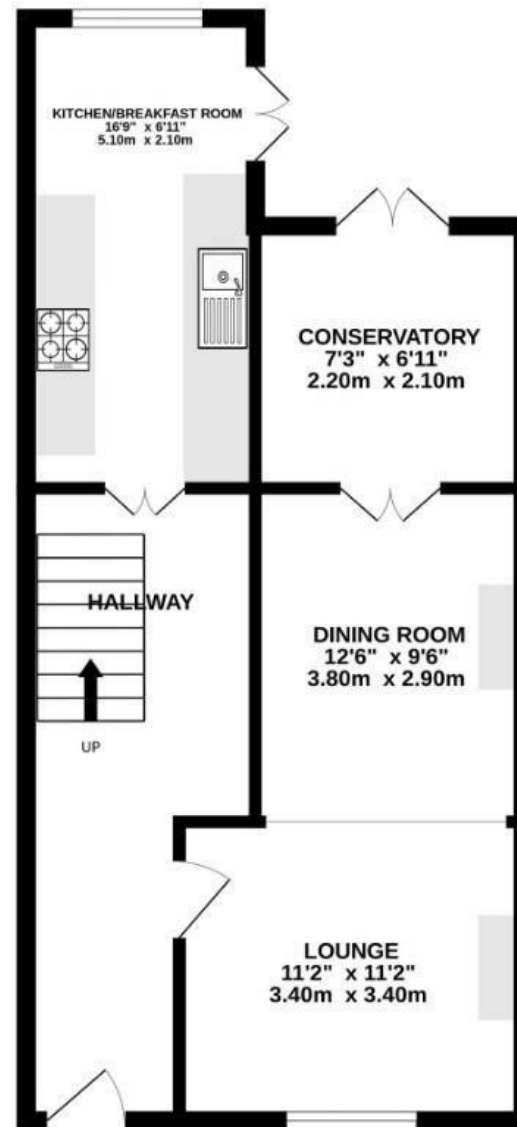 KITCHEN/BREAKFAST ROOM
16'9" x 6'11"
5.10m x 2.10m
CONSERVATORY
7'3" x 6'11"
2.20m x 2.10m
HALLWAY
DINING ROOM
12'6" x 9'6"
3.80m x 2.90m
UP
LOUNGE
11'2" x 11'2"
3.40m x 3.40m